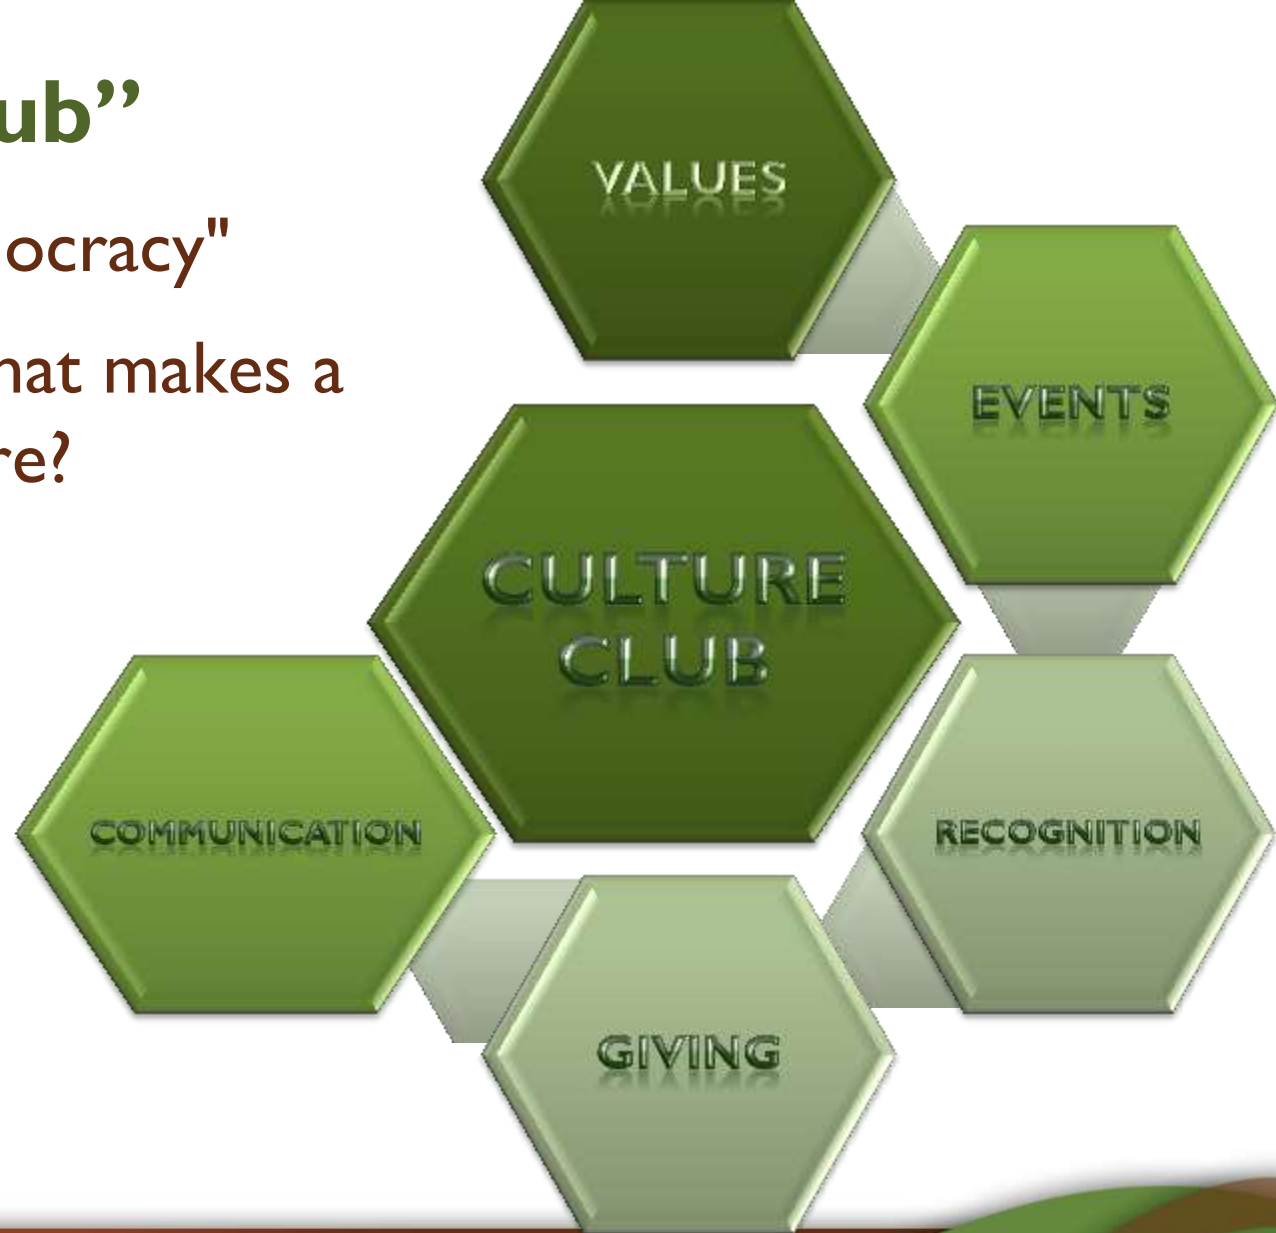 ub”
ocracy"
hat makes a
re?
VALUES
EVENTS
CULTURE
CLUB
COMMUNICATION
RECOGNITION
GIVING